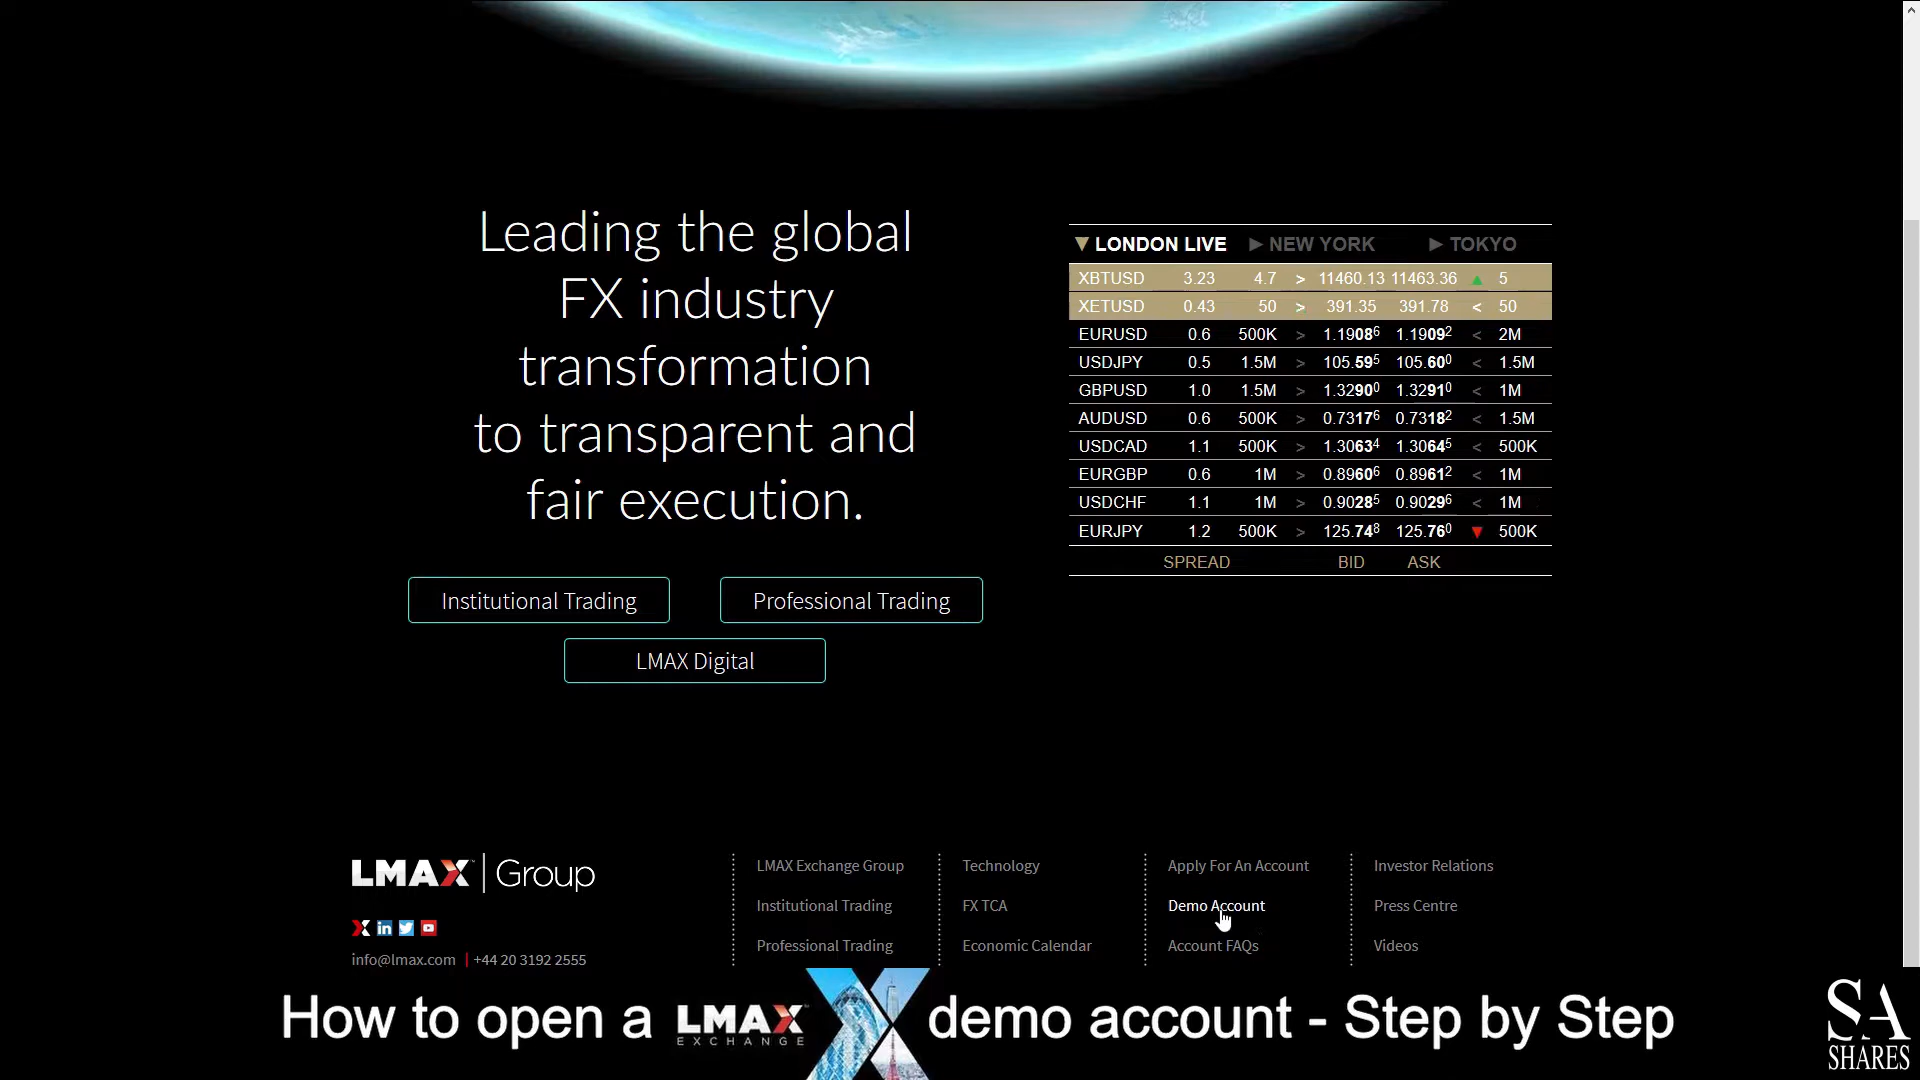 Leading the global
FX industry
transformation
to transparent and
fair execution.
Institutional Trading
Professional Trading
LMAX Digital
▼ LONDON LIVE ▶ NEW YORK ▶ TOKYO
XBTUSD 3.23 4.7 > 11460.13 11463.36 ▲ 5
XETUSD 0.43 50 > 391.35 391.78 < 50
EURUSD 0.6 500K > 1.1908⁶ 1.1909² < 2M
USDJPY 0.5 1.5M > 105.59⁵ 105.60⁰ < 1.5M
GBPUSD 1.0 1.5M > 1.3290⁰ 1.3291⁰ < 1M
AUDUSD 0.6 500K > 0.7317⁶ 0.7318² < 1.5M
USDCAD 1.1 500K > 1.3063⁴ 1.3064⁵ < 500K
EURGBP 0.6 1M > 0.8960⁶ 0.8961² < 1M
USDCHF 1.1 1M > 0.9028⁵ 0.9029⁶ < 1M
EURJPY 1.2 500K > 125.74⁸ 125.76⁰ ▼ 500K
SPREAD BID ASK
LMAX Group
info@lmax.com | +44 20 3192 2555
LMAX Exchange Group
Institutional Trading
Professional Trading
Technology
FX TCA
Economic Calendar
Apply For An Account
Demo Account
Account FAQs
Investor Relations
Press Centre
Videos
How to open a LMAX EXCHANGE demo account - Step by Step
SA
SHARES